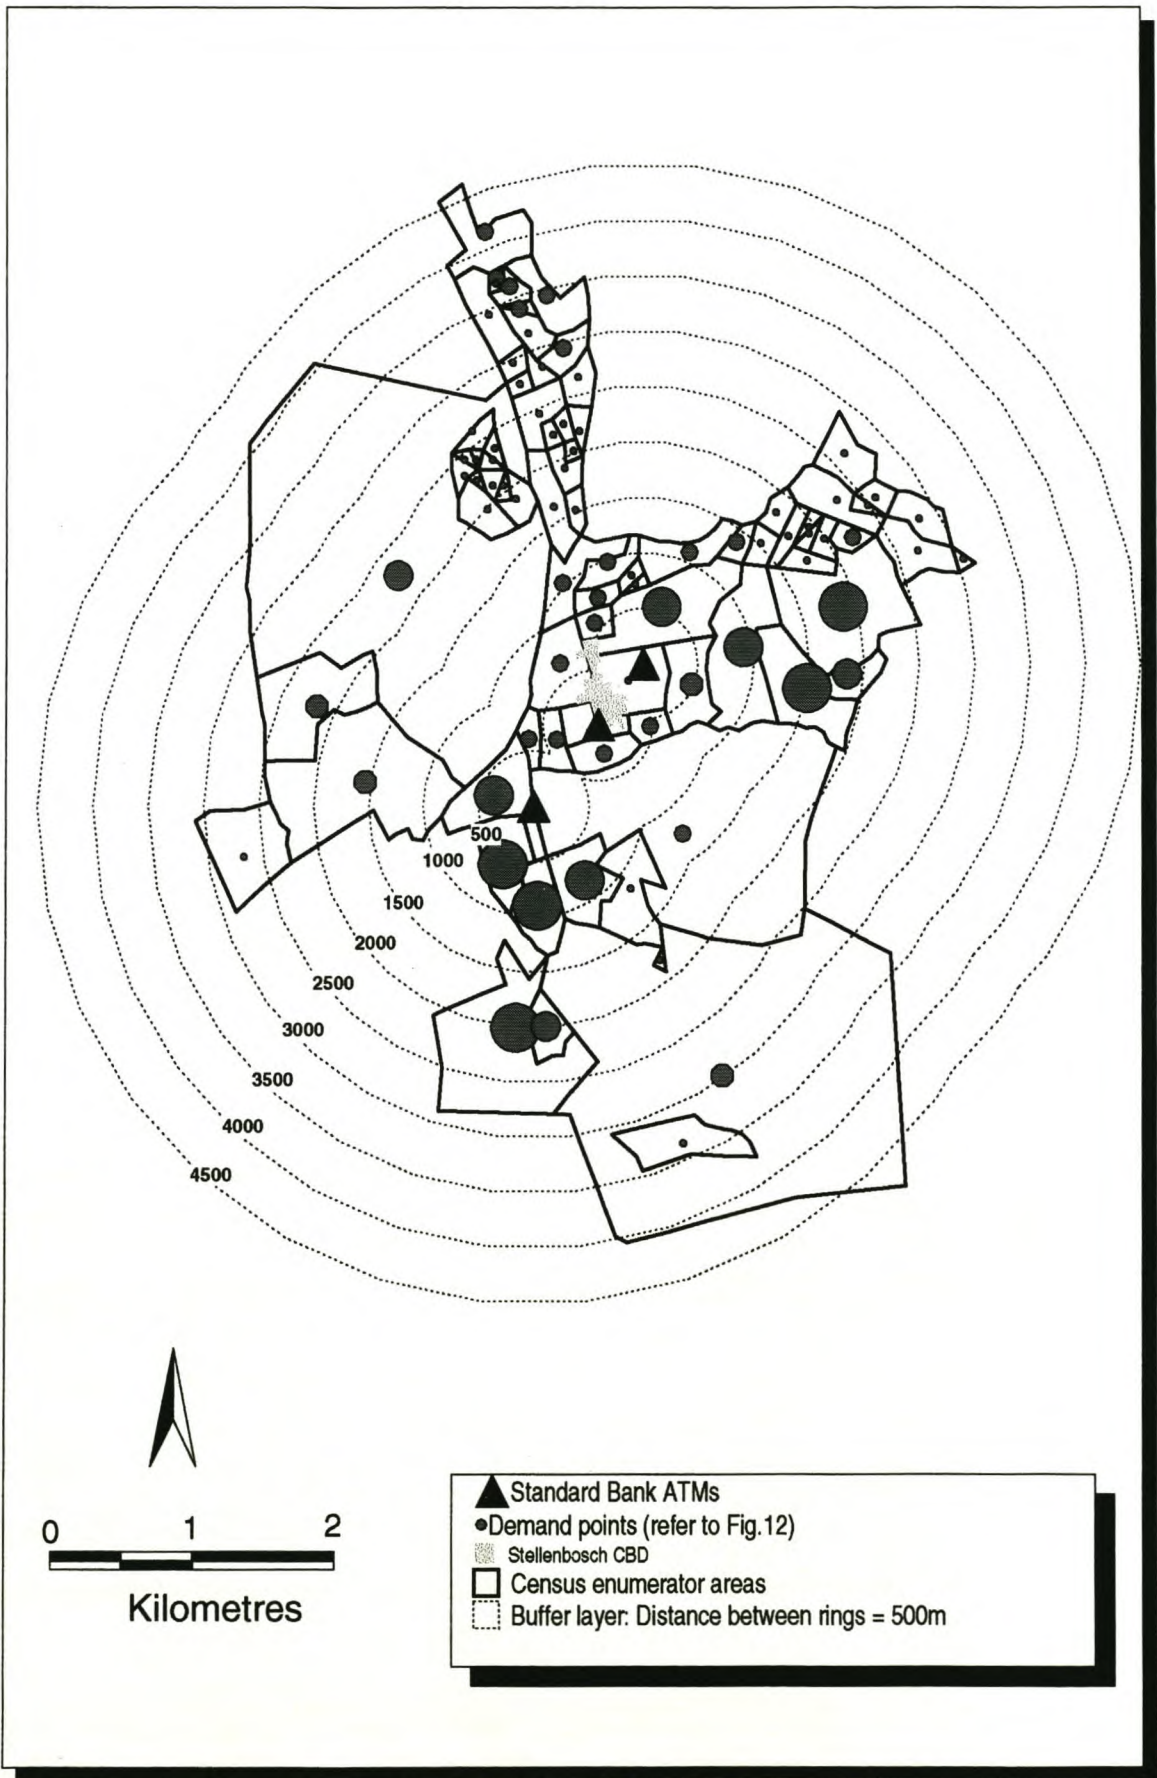 500
1000
1500
2000
2500
3000
3500
4000
4500
0 1 2
Kilometres
Standard Bank ATMs
Demand points (refer to Fig.12)
Stellenbosch CBD
Census enumerator areas
Buffer layer: Distance between rings = 500m